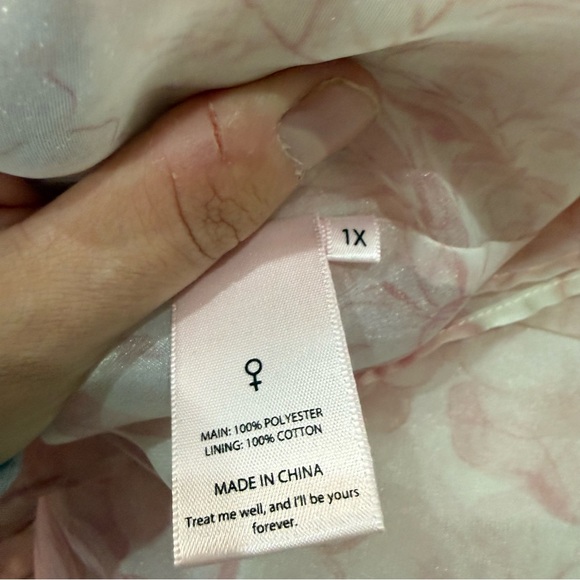 1X
MAIN: 100% POLYESTER
LINING: 100% COTTON
MADE IN CHINA
Treat me well, and I'll be yours
forever.